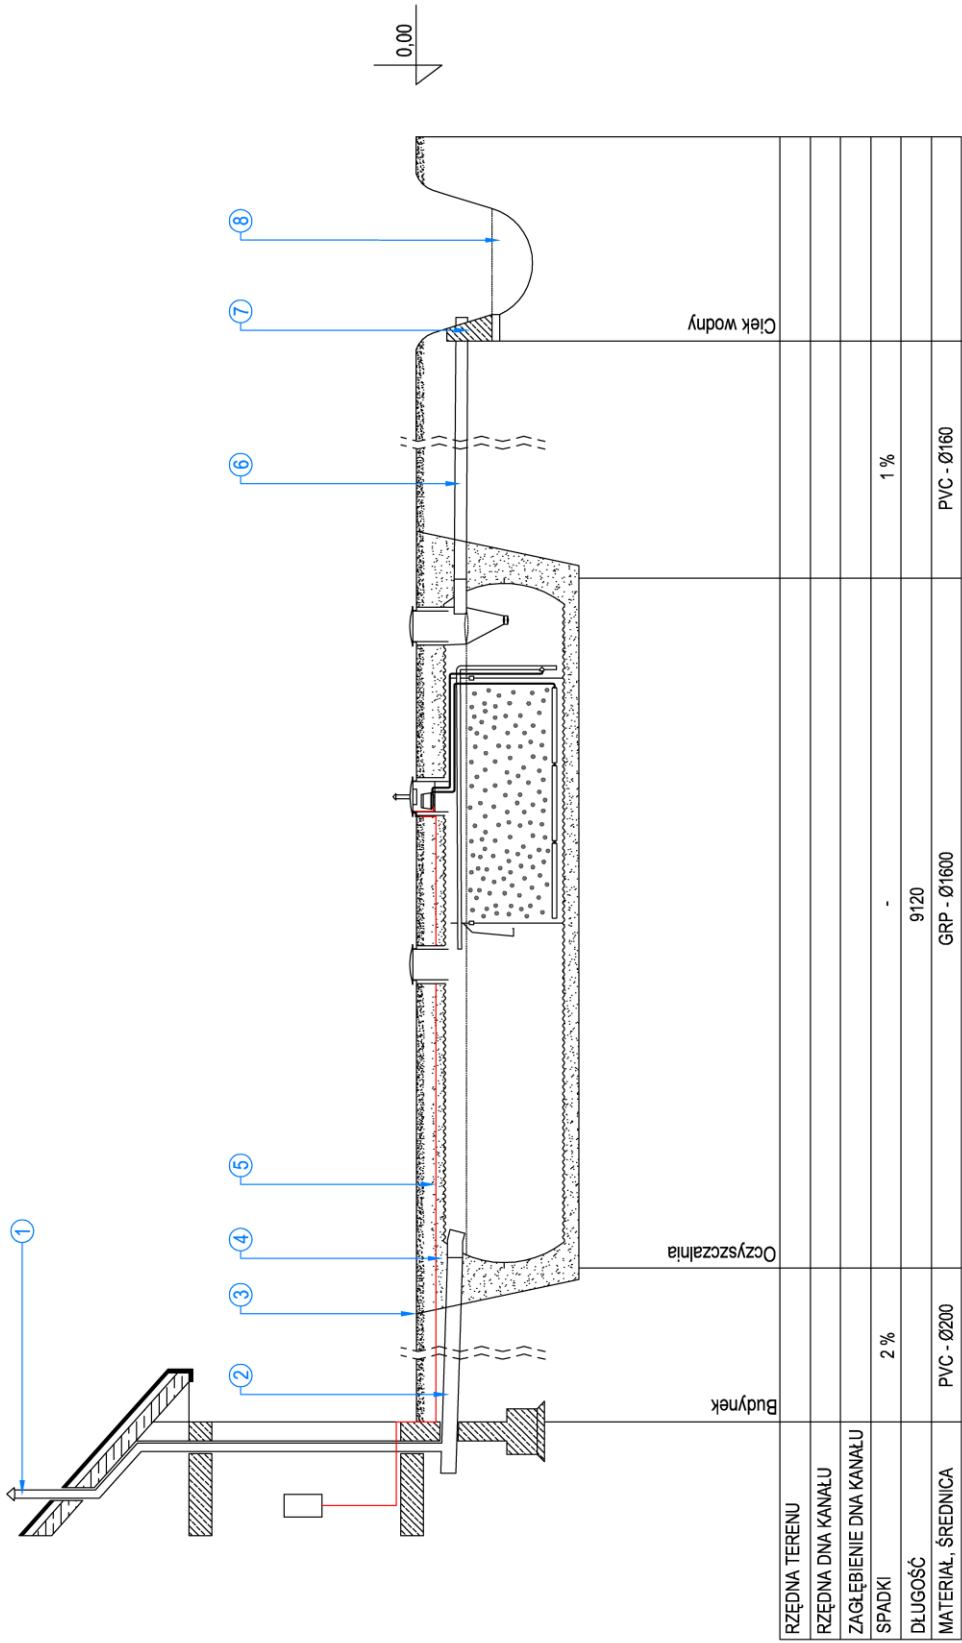 0,00
1
2
3
4
5
6
7
8
Budynek
Oczyszczalnia
Ciek wodny
RZĘDNA TERENU
RZĘDNA DNA KANAŁU
ZAGŁĘBIENIE DNA KANAŁU
SPADKI 2 % - 1 %
DŁUGOŚĆ 9120
MATERIAŁ, ŚREDNICA PVC - Ø200 GRP - Ø1600 PVC - Ø160